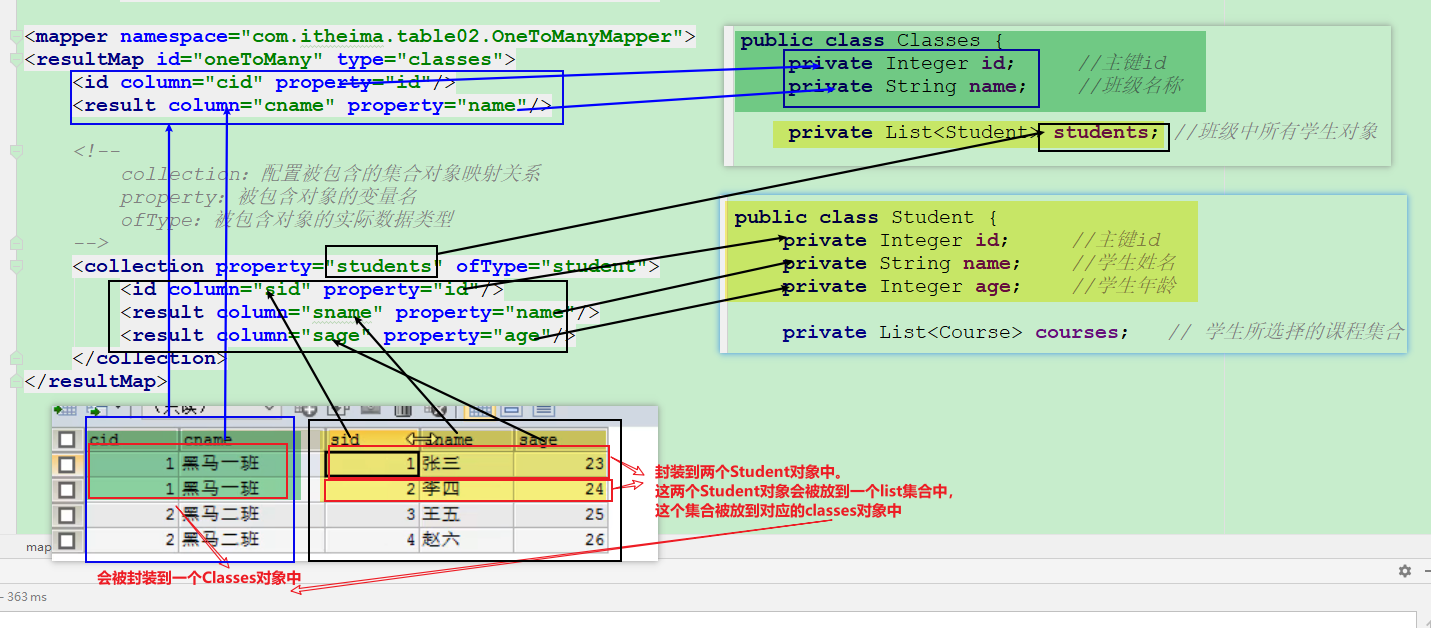 <mapper namespace="com.itheima.table02.OneToManyMapper">
<resultMap id="oneToMany" type="classes">
<id column="cid" property="id"/>
<result column="cname" property="name"/>
<!--
collection：配置被包含的集合对象映射关系
property：被包含对象的变量名
ofType：被包含对象的实际数据类型
-->
<collection property="students" ofType="student">
<id column="sid" property="id"/>
<result column="sname" property="name"/>
<result column="sage" property="age"/>
</collection>
</resultMap>
public class Classes {
private Integer id; //主键id
private String name; //班级名称
private List<Student> students; //班级中所有学生对象
public class Student {
private Integer id; //主键id
private String name; //学生姓名
private Integer age; //学生年龄
private List<Course> courses; // 学生所选择的课程集合
(只读)
cid cname sid sname sage
1 黑马一班 1 张三 23
1 黑马一班 2 李四 24
2 黑马二班 3 王五 25
2 黑马二班 4 赵六 26
封装到两个Student对象中。
这两个Student对象会被放到一个list集合中,
这个集合被放到对应的classes对象中
会被封装到一个Classes对象中
map
363 ms